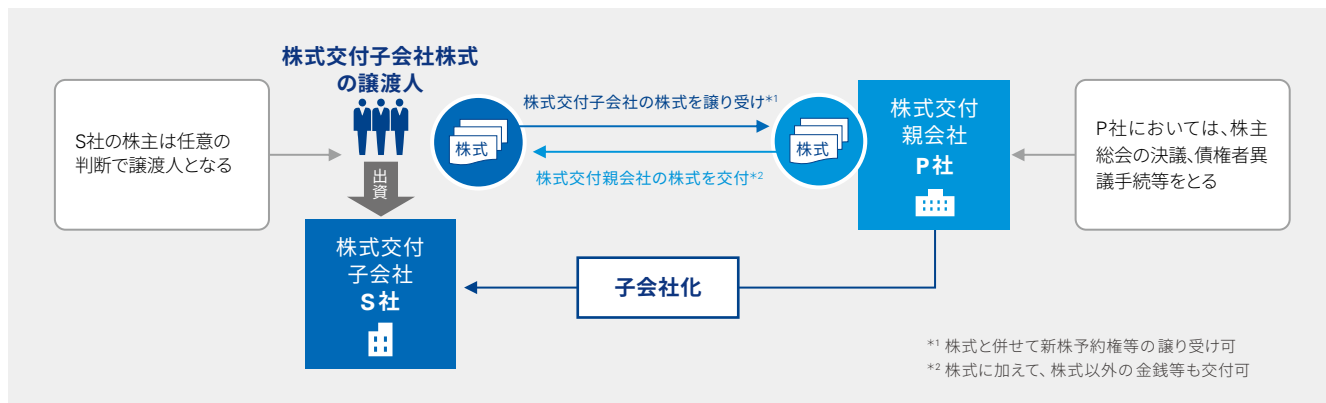 株式交付子会社株式
の譲渡人
S社の株主は任意の
判断で譲渡人となる
出資
株式
株式交付子会社の株式を譲り受け*1
株式交付親会社の株式を交付*2
株式
株式交付
親会社
P社
P社においては、株主
総会の決議、債権者異
議手続等をとる
株式交付
子会社
S社
子会社化
*1 株式と併せて新株予約権等の譲り受け可
*2 株式に加えて、株式以外の金銭等も交付可